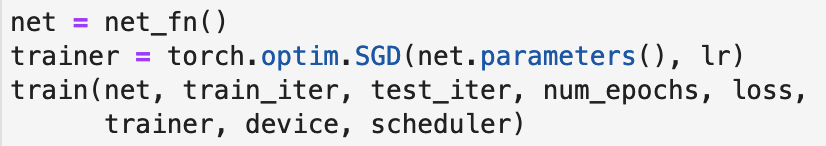 net = net_fn()
trainer = torch.optim.SGD(net.parameters(), lr)
train(net, train_iter, test_iter, num_epochs, loss,
      trainer, device, scheduler)